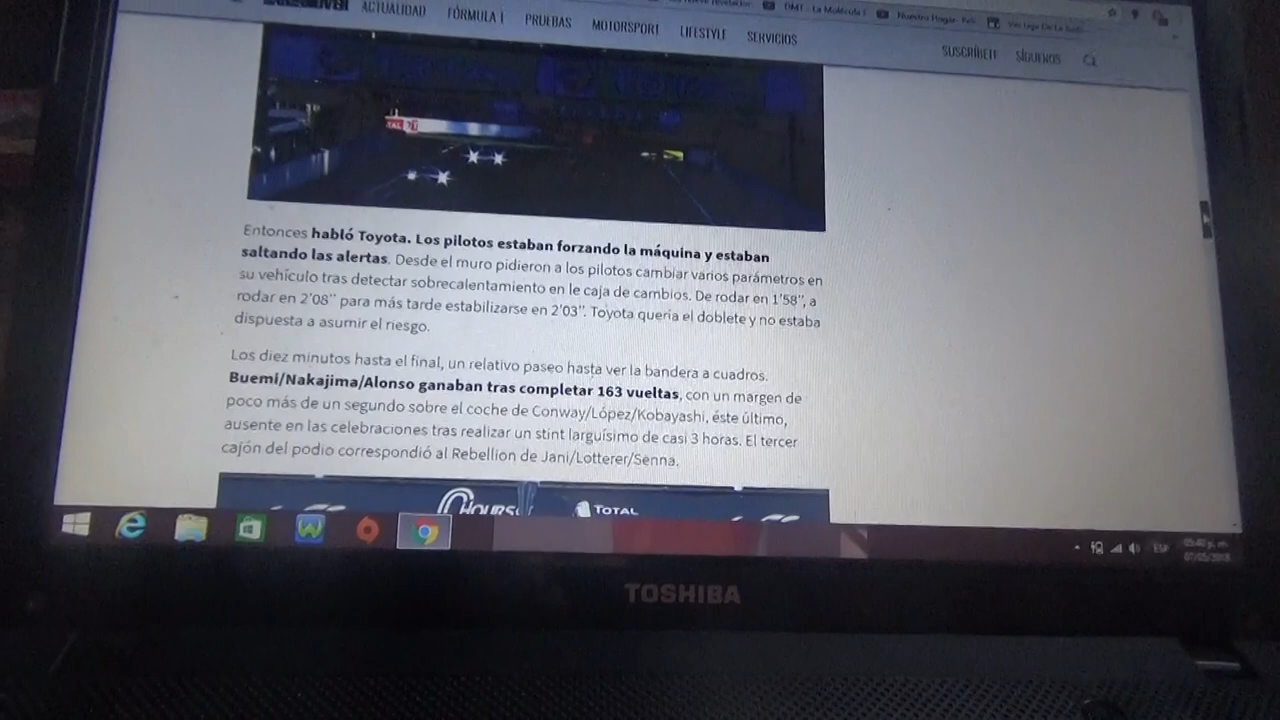 ACTUALIDAD FÓRMULA 1 PRUEBAS MOTORSPORT LIFESTYLE SERVICIOS
SUSCRÍBETE SÍGUENOS
Entonces habló Toyota. Los pilotos estaban forzando la máquina y estaban
saltando las alertas. Desde el muro pidieron a los pilotos cambiar varios parámetros en
su vehículo tras detectar sobrecalentamiento en le caja de cambios. De rodar en 1'58'', a
rodar en 2'08'' para más tarde estabilizarse en 2'03''. Toyota quería el doblete y no estaba
dispuesta a asumir el riesgo.
Los diez minutos hasta el final, un relativo paseo hasta ver la bandera a cuadros.
Buemi/Nakajima/Alonso ganaban tras completar 163 vueltas, con un margen de
poco más de un segundo sobre el coche de Conway/López/Kobayashi, éste último,
ausente en las celebraciones tras realizar un stint larguísimo de casi 3 horas. El tercer
cajón del podio correspondió al Rebellion de Jani/Lotterer/Senna.
HOURS
TOTAL
ESP
TOSHIBA